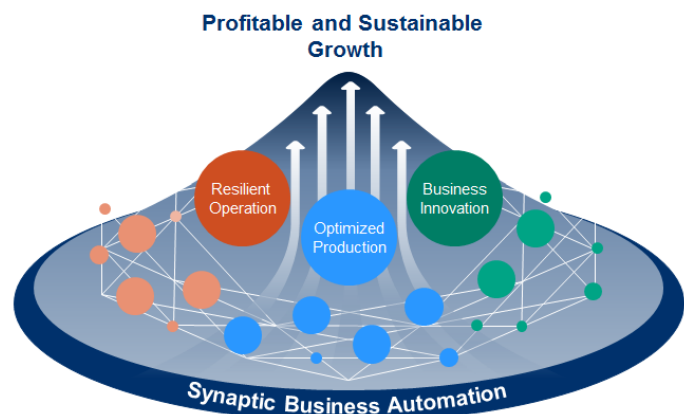 Profitable and Sustainable
Growth
Resilient
Operation
Optimized
Production
Business
Innovation
Synaptic Business Automation